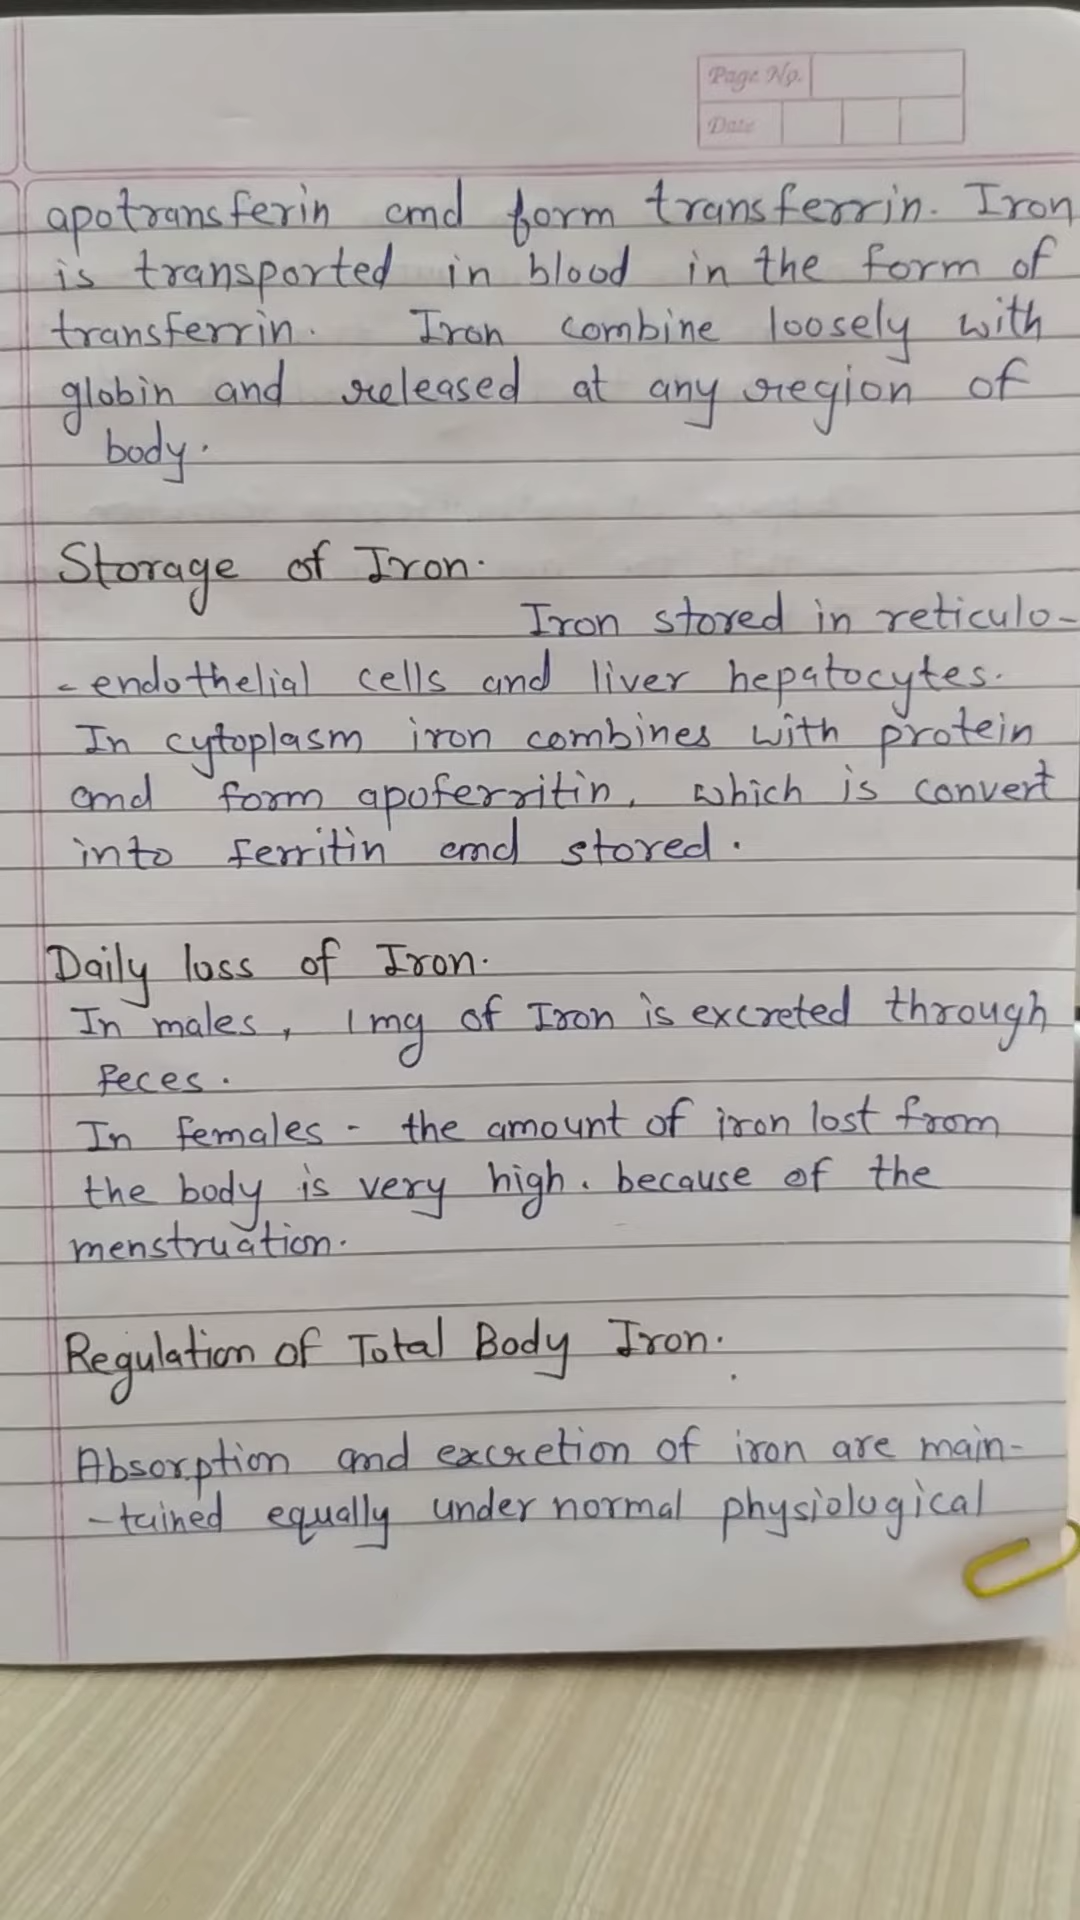 Page No.
Date
apotransferin and form transferrin. Iron
is transported in blood in the form of
transferrin. Iron combine loosely with
globin and released at any region of
body.
Storage of Iron.
Iron stored in reticulo-
-endothelial cells and liver hepatocytes.
In cytoplasm iron combines with protein
and form apoferritin, which is convert
into ferritin and stored.
Daily loss of Iron.
In males, 1mg of Iron is excreted through
feces.
In females - the amount of iron lost from
the body is very high. because of the
menstruation.
Regulation of Total Body Iron.
Absorption and excretion of iron are main-
-tained equally under normal physiological